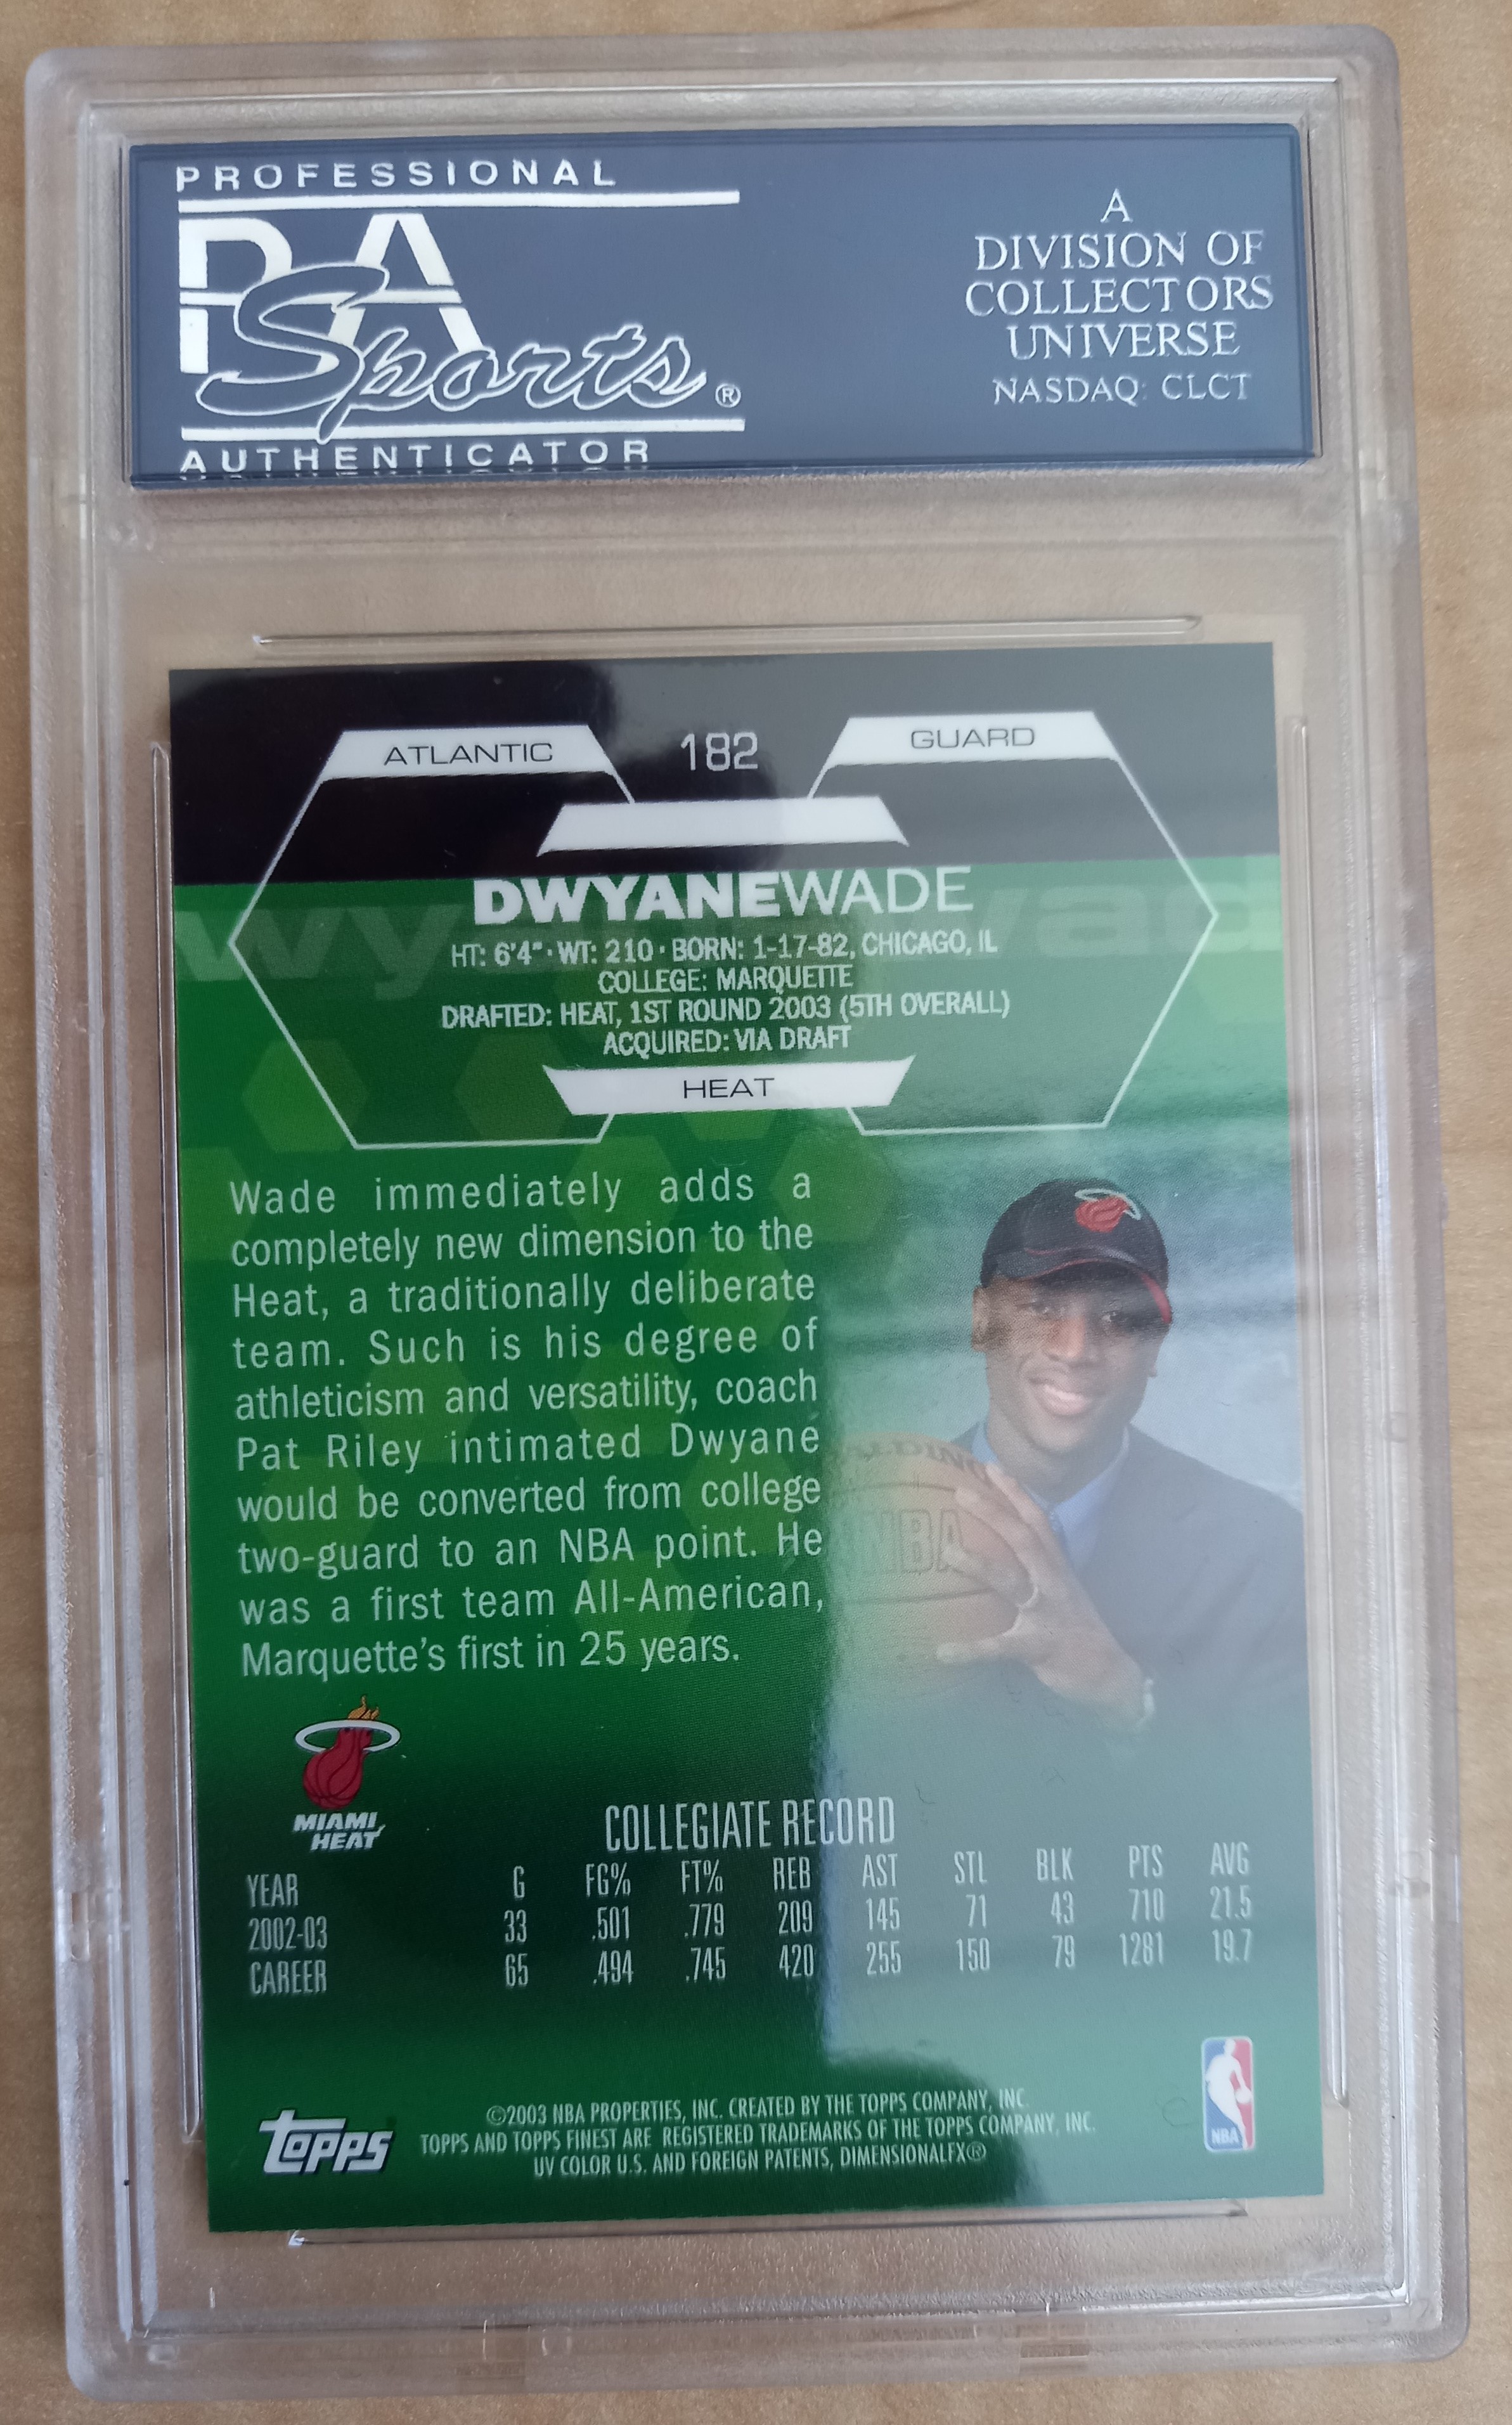 PROFESSIONAL
PSA
Sports®
AUTHENTICATOR
A
DIVISION OF
COLLECTORS
UNIVERSE
NASDAQ: CLCT
ATLANTIC
182
GUARD
DWYANEWADE
HT: 6'4" · WT: 210 · BORN: 1-17-82, CHICAGO, IL
COLLEGE: MARQUETTE
DRAFTED: HEAT, 1ST ROUND 2003 (5TH OVERALL)
ACQUIRED: VIA DRAFT
HEAT
Wade immediately adds a
completely new dimension to the
Heat, a traditionally deliberate
team. Such is his degree of
athleticism and versatility, coach
Pat Riley intimated Dwyane
would be converted from college
two-guard to an NBA point. He
was a first team All-American,
Marquette's first in 25 years.
NBA
MIAMI
HEAT
COLLEGIATE RECORD
YEAR G FG% FT% REB AST STL BLK PTS AVG
2002-03 33 .501 .779 209 145 71 43 710 21.5
CAREER 65 .494 .745 420 255 150 79 1281 19.7
topps
©2003 NBA PROPERTIES, INC. CREATED BY THE TOPPS COMPANY, INC.
TOPPS AND TOPPS FINEST ARE REGISTERED TRADEMARKS OF THE TOPPS COMPANY, INC.
UV COLOR U.S. AND FOREIGN PATENTS, DIMENSIONALFX®
NBA